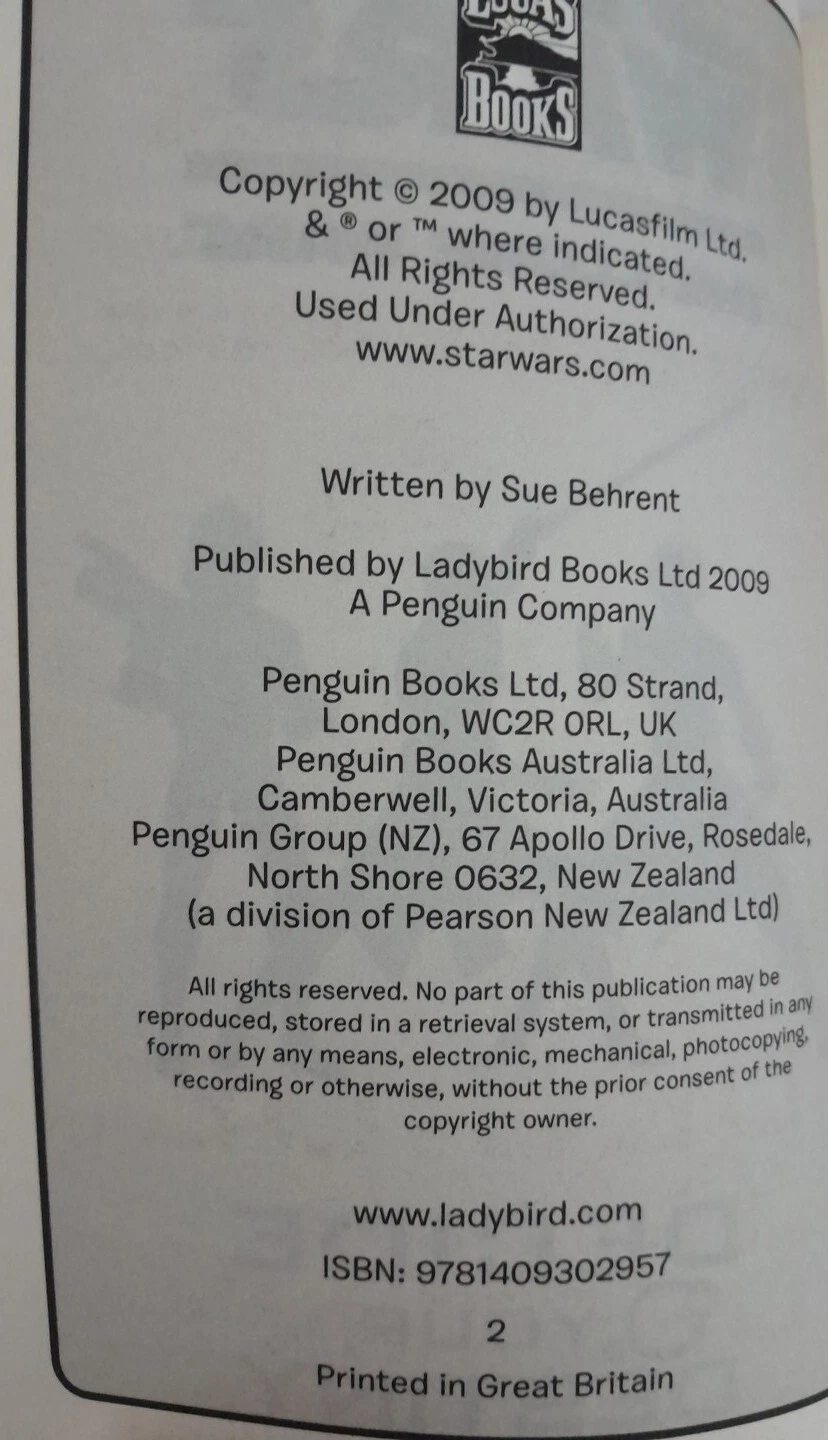 LUCAS
BOOKS
Copyright © 2009 by Lucasfilm Ltd.
& ® or ™ where indicated.
All Rights Reserved.
Used Under Authorization.
www.starwars.com
Written by Sue Behrent
Published by Ladybird Books Ltd 2009
A Penguin Company
Penguin Books Ltd, 80 Strand,
London, WC2R 0RL, UK
Penguin Books Australia Ltd,
Camberwell, Victoria, Australia
Penguin Group (NZ), 67 Apollo Drive, Rosedale,
North Shore 0632, New Zealand
(a division of Pearson New Zealand Ltd)
All rights reserved. No part of this publication may be
reproduced, stored in a retrieval system, or transmitted in any
form or by any means, electronic, mechanical, photocopying,
recording or otherwise, without the prior consent of the
copyright owner.
www.ladybird.com
ISBN: 9781409302957
2
Printed in Great Britain